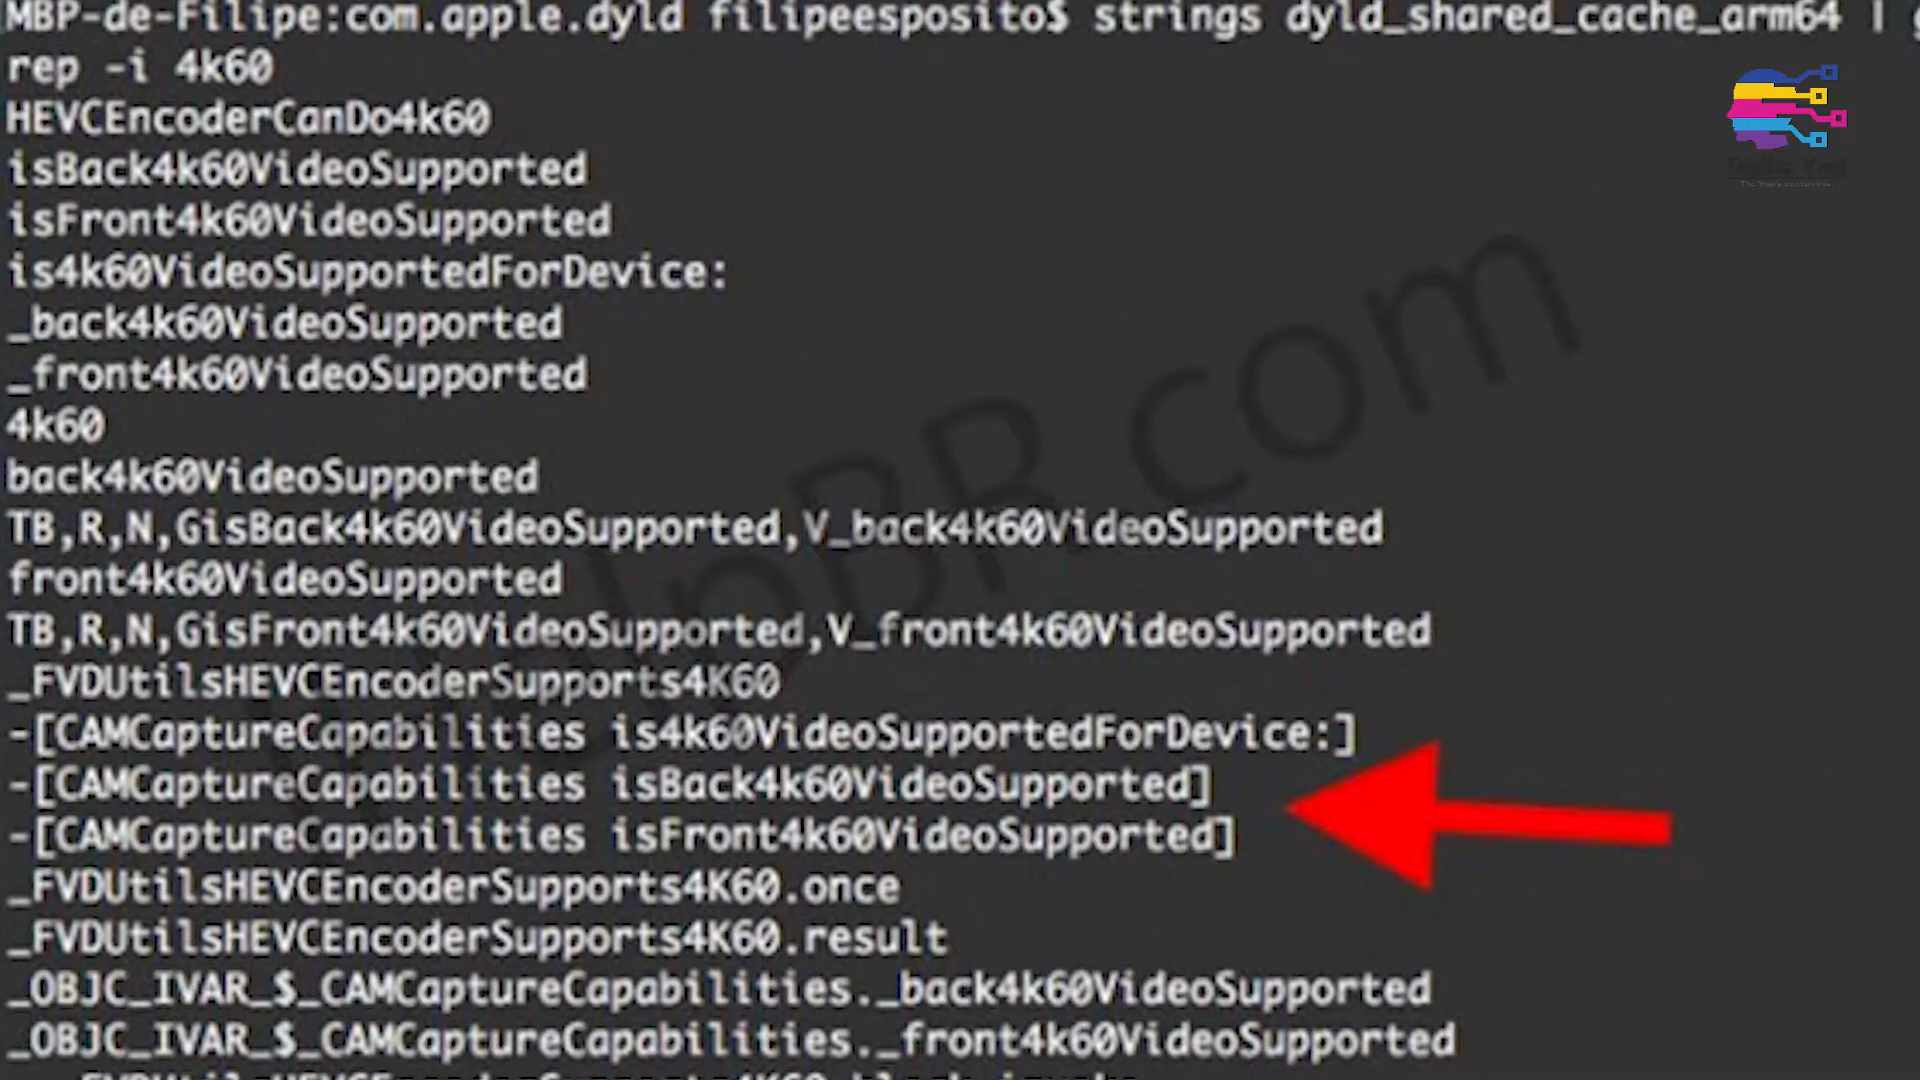 MBP-de-Filipe:com.apple.dyld filipeesposito$ strings dyld_shared_cache_arm64 | g
rep -i 4k60
HEVCEncoderCanDo4k60
isBack4k60VideoSupported
isFront4k60VideoSupported
is4k60VideoSupportedForDevice:
_back4k60VideoSupported
_front4k60VideoSupported
4k60
back4k60VideoSupported
TB,R,N,GisBack4k60VideoSupported,V_back4k60VideoSupported
front4k60VideoSupported
TB,R,N,GisFront4k60VideoSupported,V_front4k60VideoSupported
_FVDUtilsHEVCEncoderSupports4K60
-[CAMCaptureCapabilities is4k60VideoSupportedForDevice:]
-[CAMCaptureCapabilities isBack4k60VideoSupported]
-[CAMCaptureCapabilities isFront4k60VideoSupported]
_FVDUtilsHEVCEncoderSupports4K60.once
_FVDUtilsHEVCEncoderSupports4K60.result
_OBJC_IVAR_$_CAMCaptureCapabilities._back4k60VideoSupported
_OBJC_IVAR_$_CAMCaptureCapabilities._front4k60VideoSupported